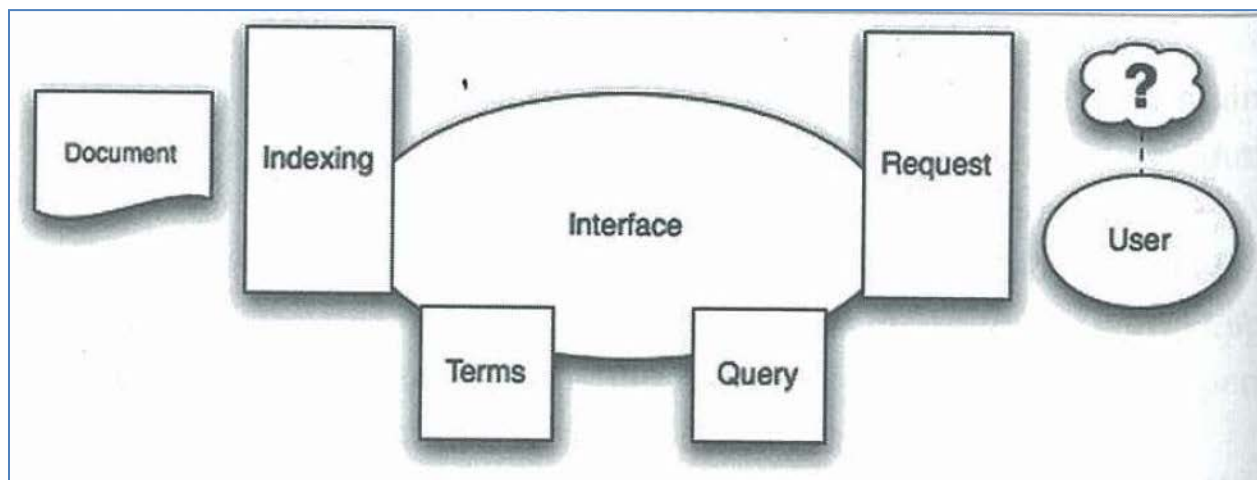 Document
Indexing
Interface
Terms
Query
Request
?
User